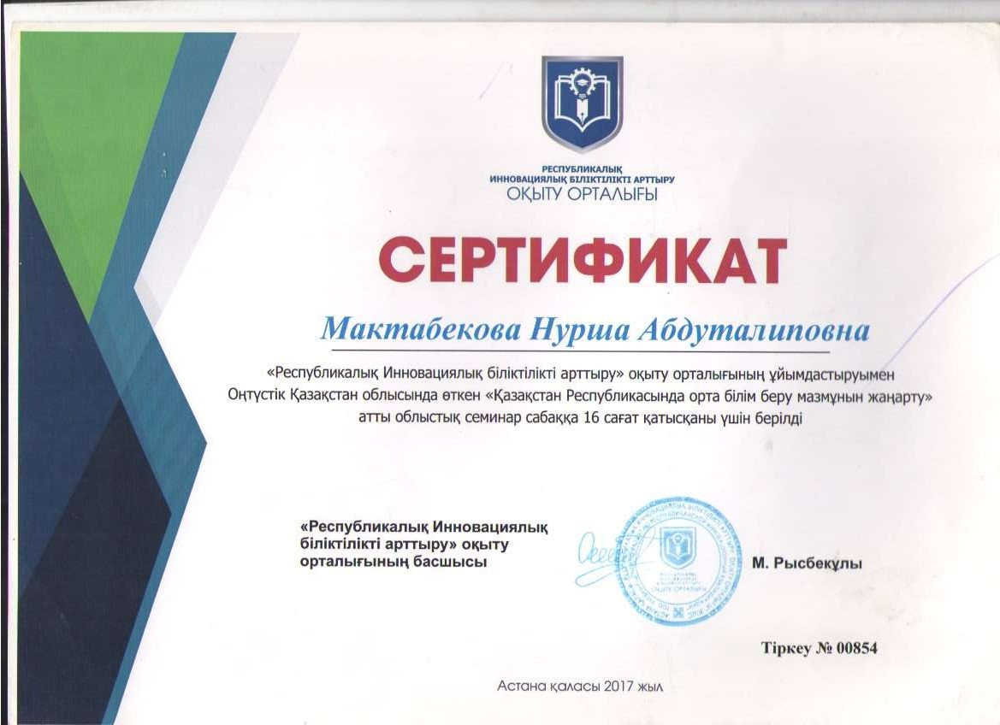 РЕСПУБЛИКАЛЫҚ
ИННОВАЦИЯЛЫҚ БІЛІКТІЛІКТІ АРТТЫРУ
ОҚЫТУ ОРТАЛЫҒЫ
СЕРТИФИКАТ
Мактабекова Нурша Абдуталиповна
«Республикалық Инновациялық біліктілікті арттыру» оқыту орталығының ұйымдастыруымен
Оңтүстік Қазақстан облысында өткен «Қазақстан Республикасында орта білім беру мазмұнын жаңарту»
атты облыстық семинар сабаққа 16 сағат қатысқаны үшін берілді
«Республикалық Инновациялық
біліктілікті арттыру» оқыту
орталығының басшысы
ОҚЫТУ ОРТАЛЫҒЫ
М. Рысбекұлы
Тіркеу № 00854
Астана қаласы 2017 жыл